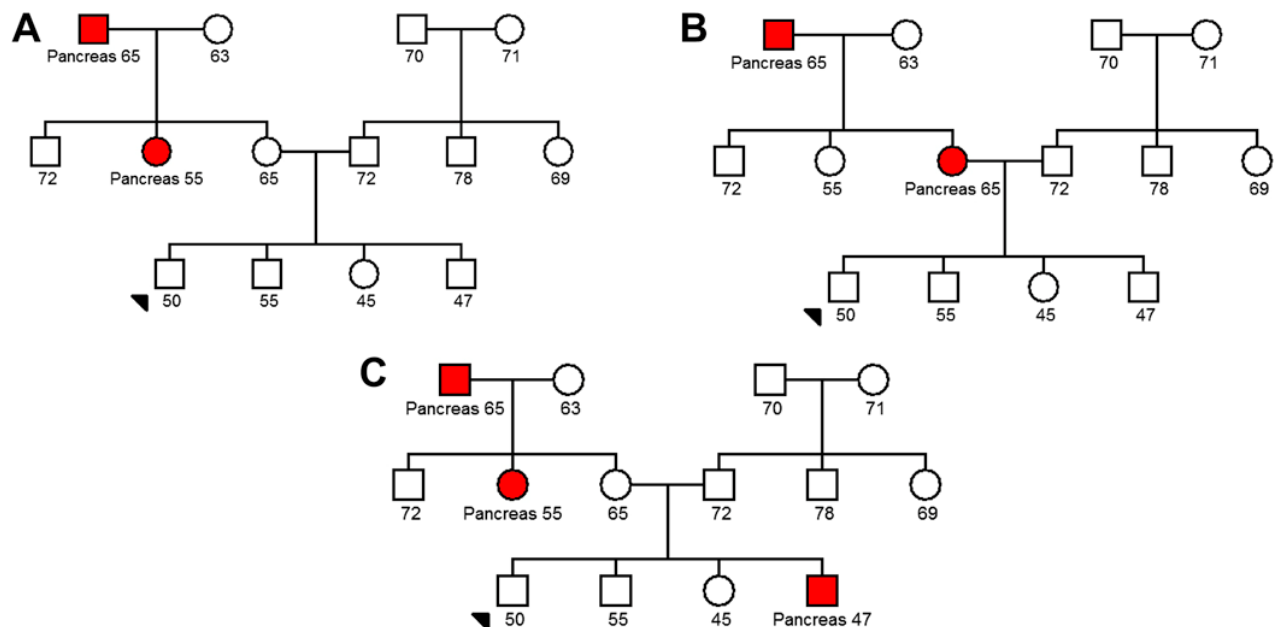 A
Pancreas 65 63 70 71
72 Pancreas 55 65 72 78 69
50 55 45 47
B
Pancreas 65 63 70 71
72 55 Pancreas 65 72 78 69
50 55 45 47
C
Pancreas 65 63 70 71
72 Pancreas 55 65 72 78 69
50 55 45 Pancreas 47